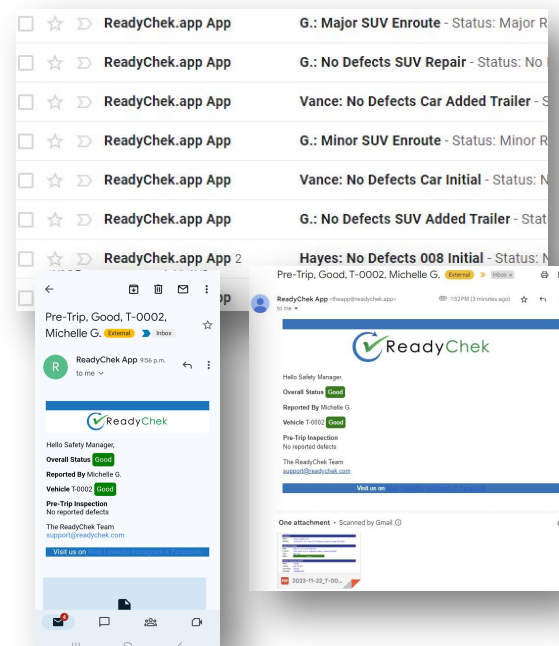 ReadyChek.app App G.: Major SUV Enroute - Status: Major R
ReadyChek.app App G.: No Defects SUV Repair - Status: No
ReadyChek.app App Vance: No Defects Car Added Trailer - S
ReadyChek.app App G.: Minor SUV Enroute - Status: Minor R
ReadyChek.app App Vance: No Defects Car Initial - Status: N
ReadyChek.app App G.: No Defects SUV Added Trailer - Stat
ReadyChek.app App 2 Hayes: No Defects 008 Initial - Status: N
Pre-Trip, Good, T-0002,
Michelle G. External Inbox
R
ReadyChek App 9:56 p.m.
to me
ReadyChek
Hello Safety Manager,
Overall Status Good
Reported By Michelle G.
Vehicle T-0002 Good
Pre-Trip Inspection
No reported defects
The ReadyChek Team
support@readychek.com
Visit us on
4
Pre-Trip, Good, T-0002, Michelle G. External Inbox x
ReadyChek App <theapp@readychek.app> 1:52 PM (3 minutes ago)
to me
ReadyChek
Hello Safety Manager,
Overall Status Good
Reported By Michelle G.
Vehicle T-0002 Good
Pre-Trip Inspection
No reported defects
The ReadyChek Team
support@readychek.com
Visit us on
One attachment • Scanned by Gmail
PDF 2023-11-22_T-00...